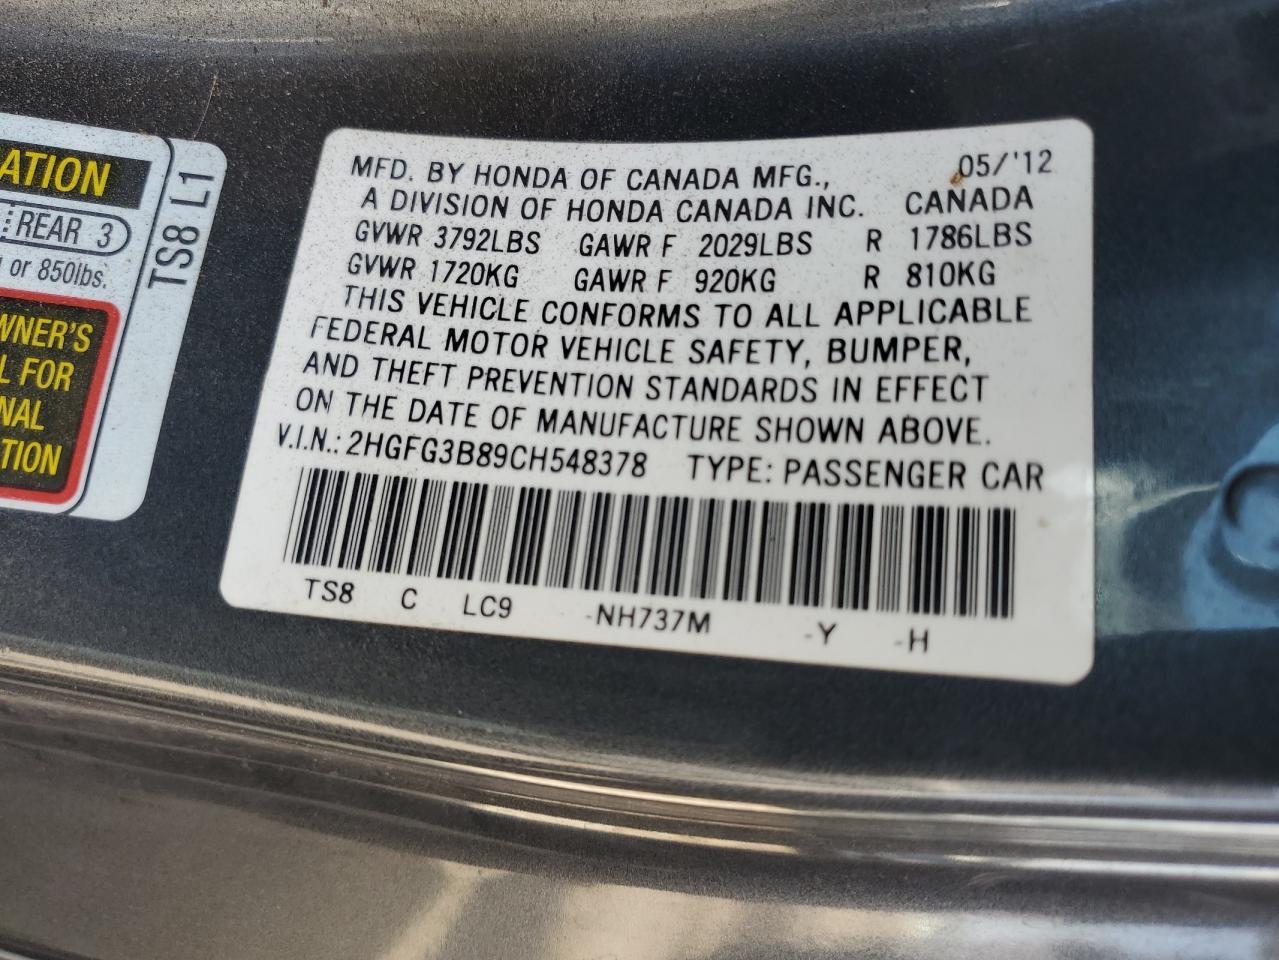 ATION
REAR 3
or 850lbs.
WNER'S
L FOR
NAL
TION
TS8 L1
MFD. BY HONDA OF CANADA MFG., 05/'12
A DIVISION OF HONDA CANADA INC. CANADA
GVWR 3792LBS GAWR F 2029LBS R 1786LBS
GVWR 1720KG GAWR F 920KG R 810KG
THIS VEHICLE CONFORMS TO ALL APPLICABLE
FEDERAL MOTOR VEHICLE SAFETY, BUMPER,
AND THEFT PREVENTION STANDARDS IN EFFECT
ON THE DATE OF MANUFACTURE SHOWN ABOVE.
V.I.N.: 2HGFG3B89CH548378 TYPE: PASSENGER CAR
TS8 C LC9 -NH737M -Y -H